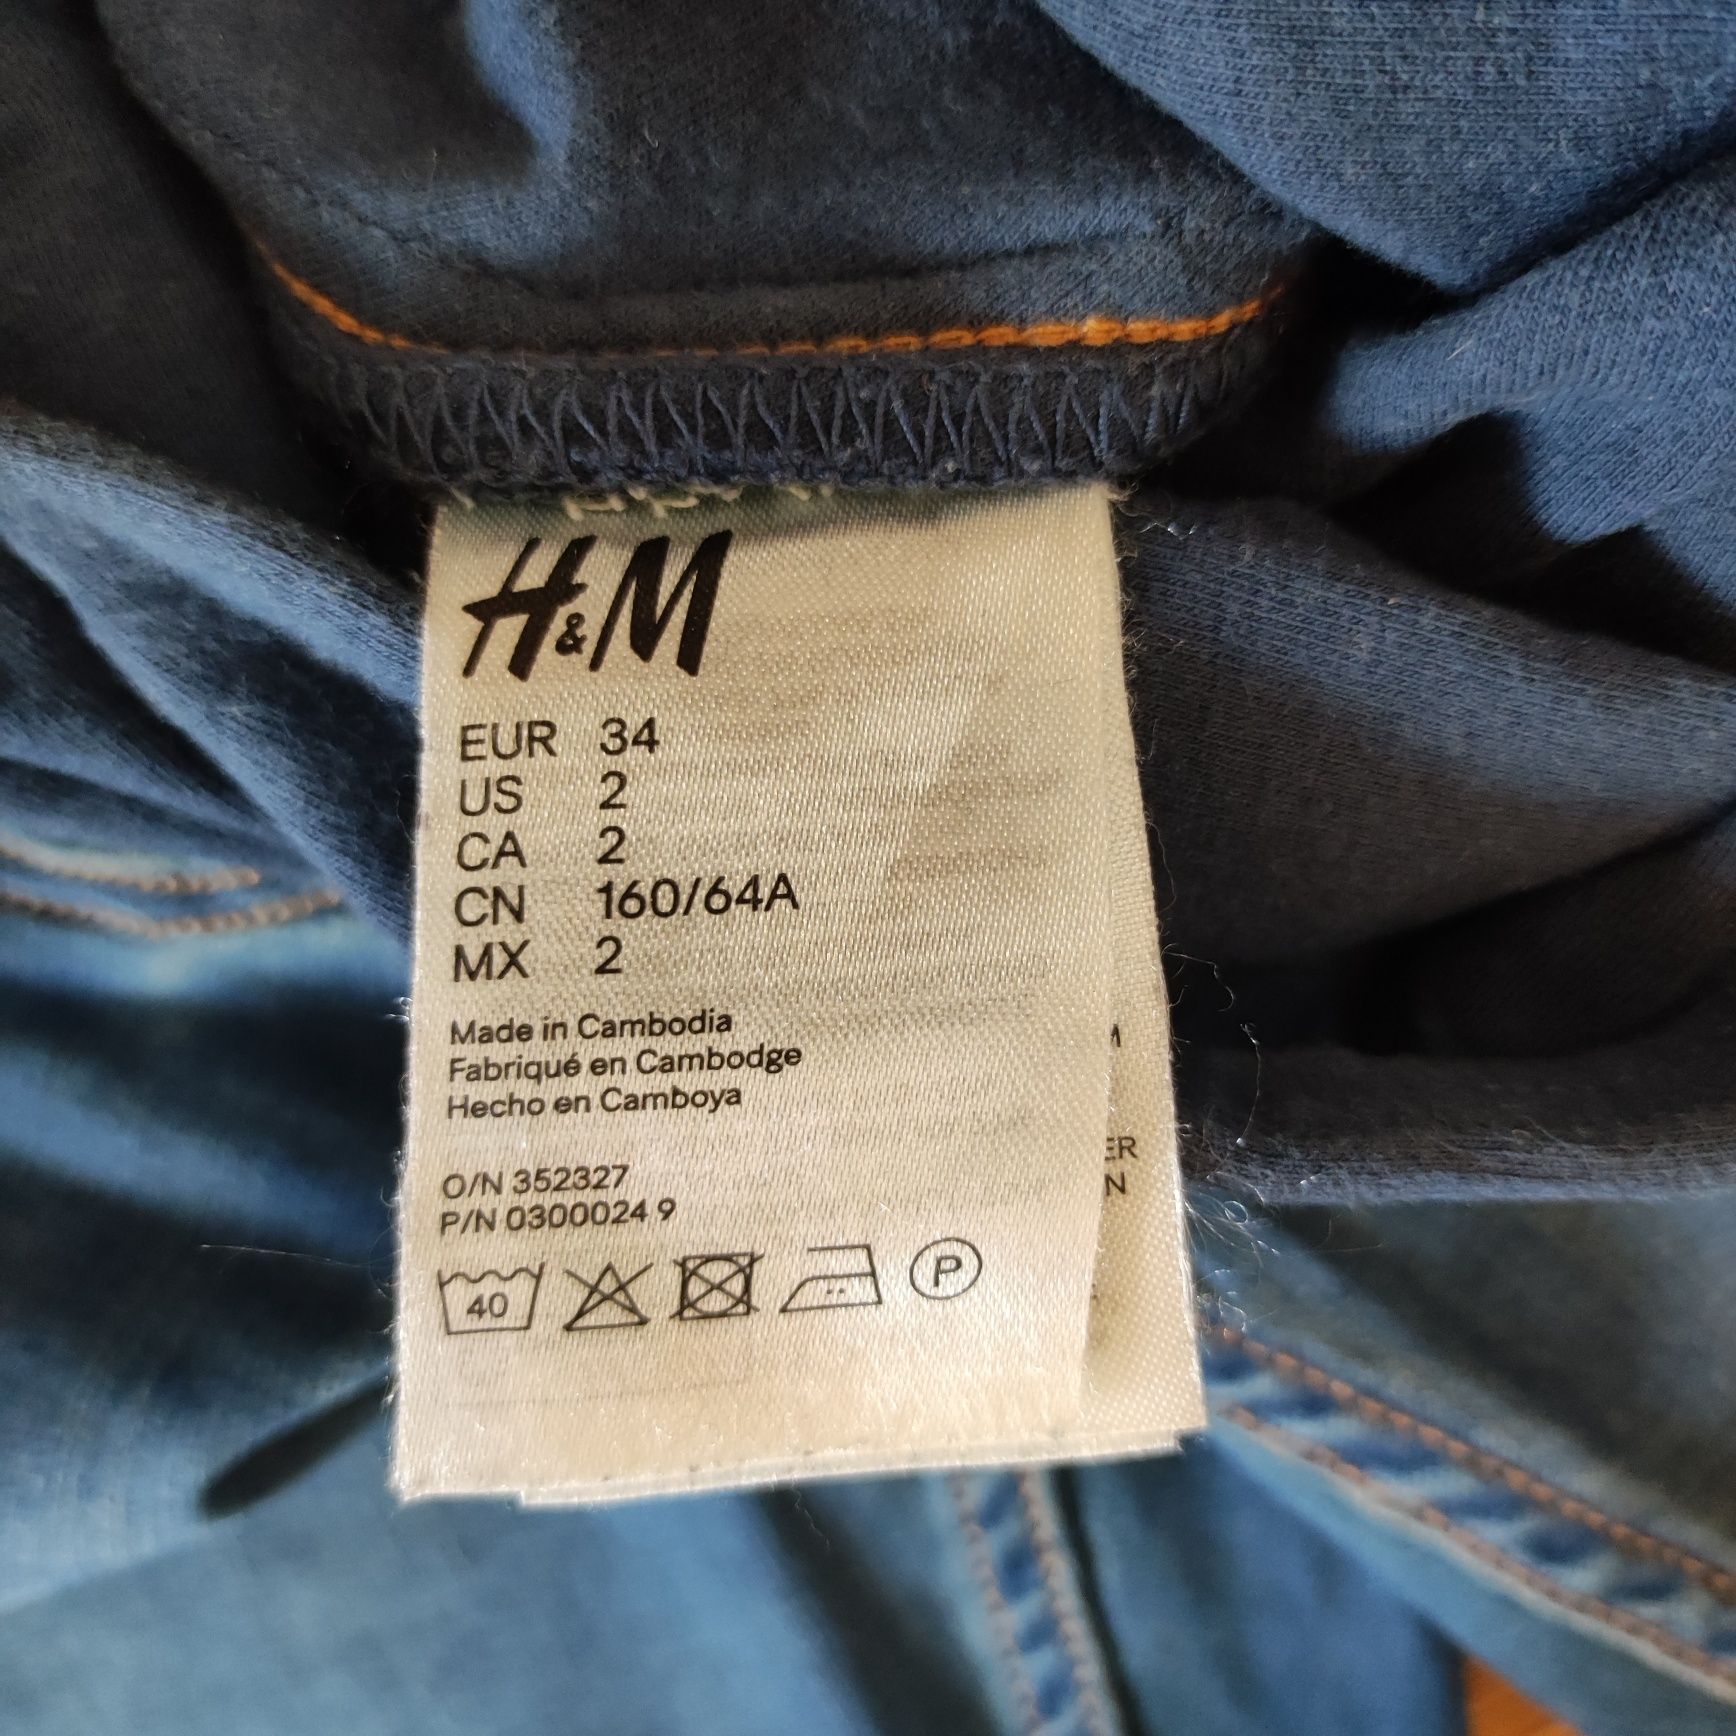 H&M
EUR 34
US 2
CA 2
CN 160/64A
MX 2
Made in Cambodia
Fabriqué en Cambodge
Hecho en Camboya
O/N 352327
P/N 0300024 9
40
P